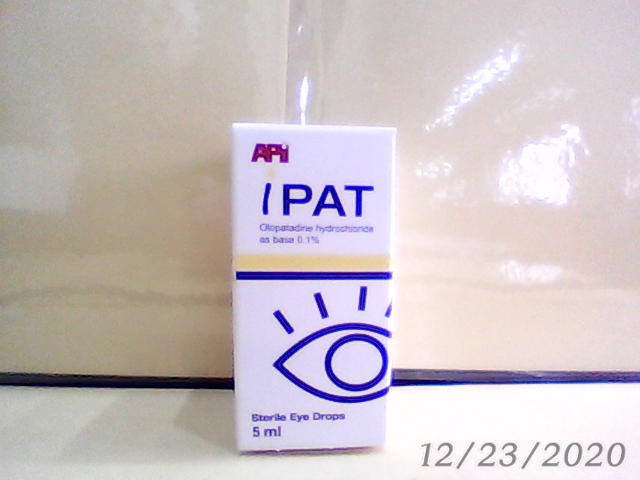 APi
IPAT
Olopatadine hydrochloride
as base 0.1%
Sterile Eye Drops
5 ml
12/23/2020